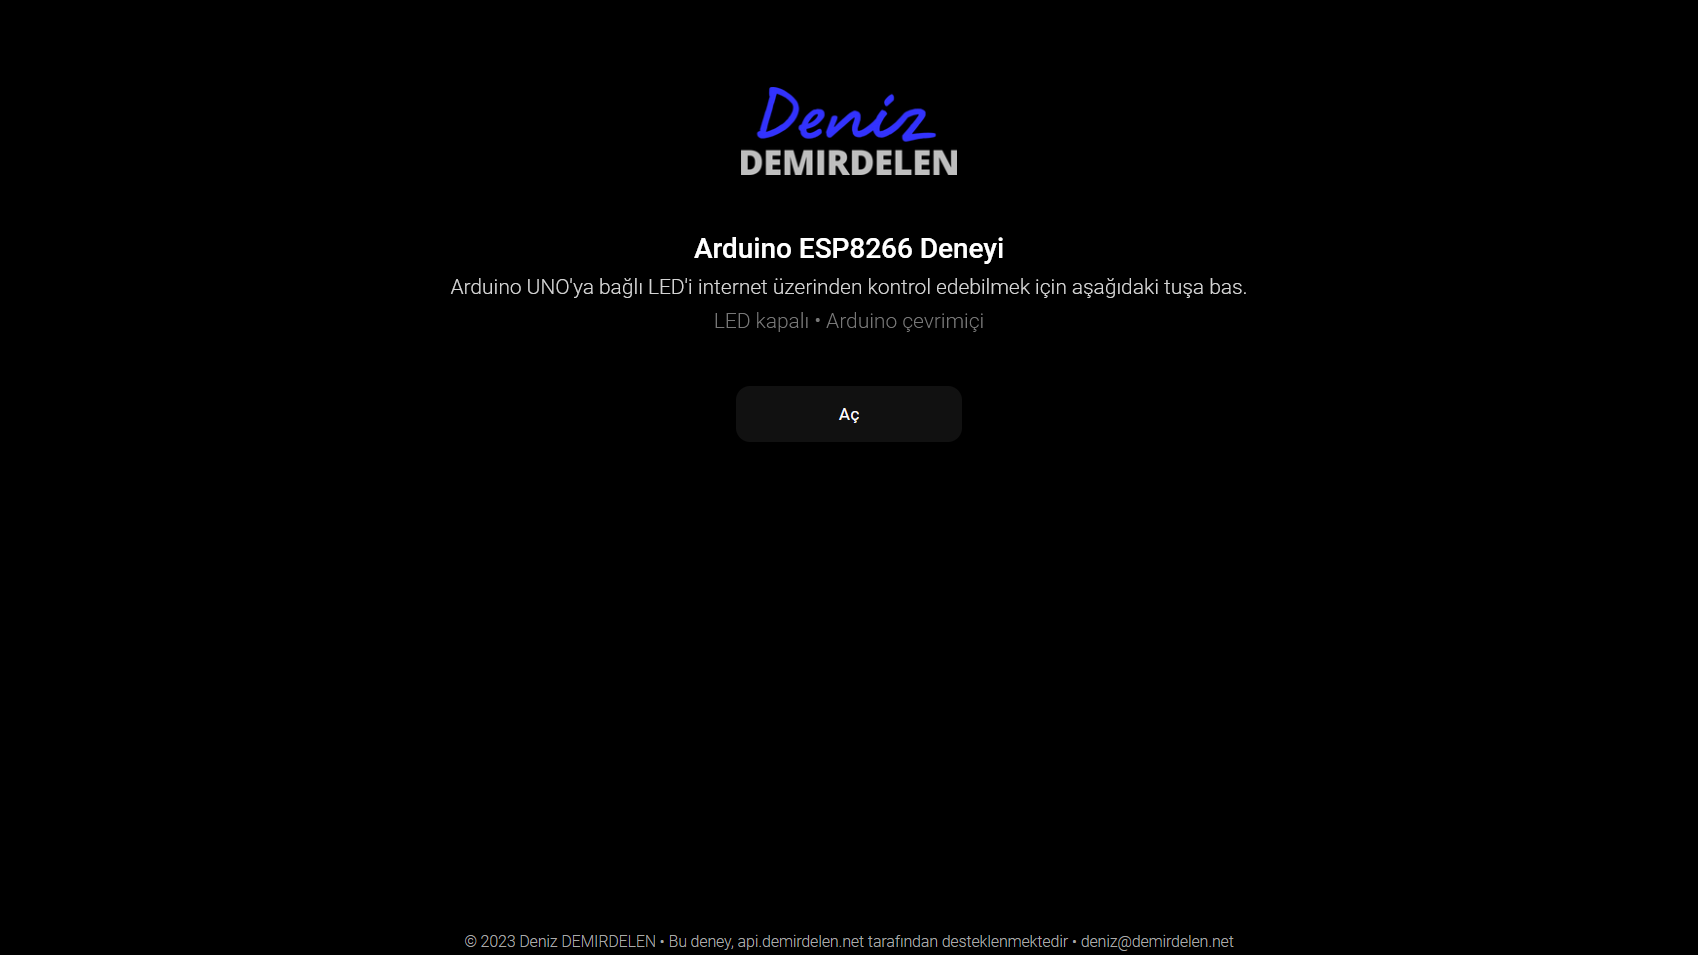 Deniz
DEMIRDELEN
Arduino ESP8266 Deneyi
Arduino UNO'ya bağlı LED'i internet üzerinden kontrol edebilmek için aşağıdaki tuşa bas.
LED kapalı • Arduino çevrimiçi
Aç
© 2023 Deniz DEMIRDELEN • Bu deney, api.demirdelen.net tarafından desteklenmektedir • deniz@demirdelen.net